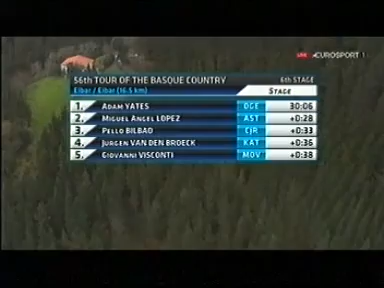 LIVE EUROSPORT 1
56th TOUR OF THE BASQUE COUNTRY 6th STAGE
Eibar / Eibar (16.5 km) STAGE
1. ADAM YATES OGE 30:06
2. MIGUEL ANGEL LOPEZ AST +0:28
3. PELLO BILBAO CJR +0:33
4. JURGEN VAN DEN BROECK KAT +0:36
5. GIOVANNI VISCONTI MOV +0:38